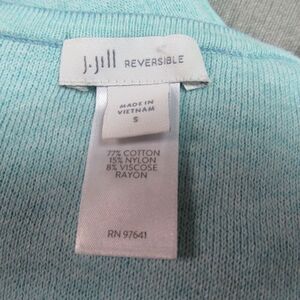 J.Jill REVERSIBLE
MADE IN
VIETNAM
S
77% COTTON
15% NYLON
8% VISCOSE
RAYON
RN 97641